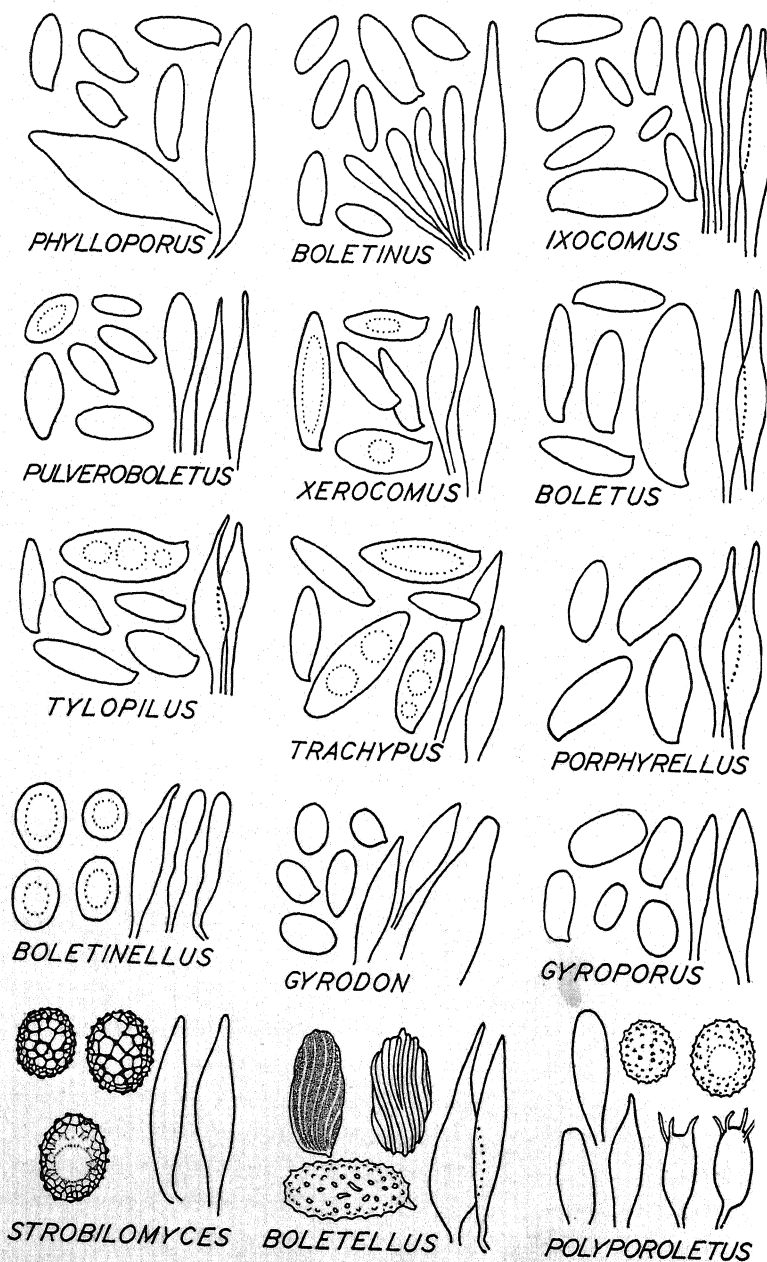 PHYLLOPORUS
BOLETINUS
IXOCOMUS
PULVEROBOLETUS
XEROCOMUS
BOLETUS
TYLOPILUS
TRACHYPUS
PORPHYRELLUS
BOLETINELLUS
GYRODON
GYROPORUS
STROBILOMYCES
BOLETELLUS
POLYPOROLETUS